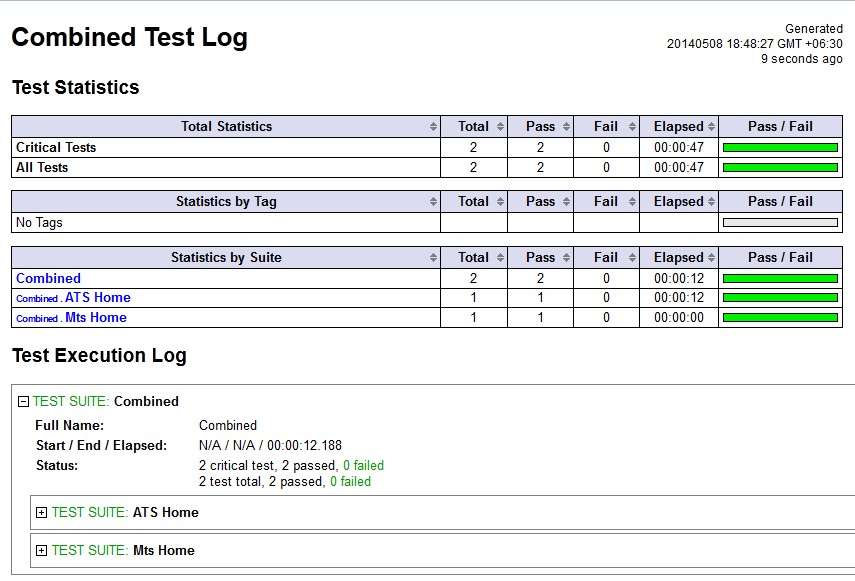 Combined Test Log
Generated
20140508 18:48:27 GMT +06:30
9 seconds ago
Test Statistics
Total Statistics Total Pass Fail Elapsed Pass / Fail
Critical Tests 2 2 0 00:00:47
All Tests 2 2 0 00:00:47
Statistics by Tag Total Pass Fail Elapsed Pass / Fail
No Tags
Statistics by Suite Total Pass Fail Elapsed Pass / Fail
Combined 2 2 0 00:00:12
Combined . ATS Home 1 1 0 00:00:12
Combined . Mts Home 1 1 0 00:00:00
Test Execution Log
TEST SUITE: Combined
Full Name: Combined
Start / End / Elapsed: N/A / N/A / 00:00:12.188
Status: 2 critical test, 2 passed, 0 failed
2 test total, 2 passed, 0 failed
TEST SUITE: ATS Home
TEST SUITE: Mts Home